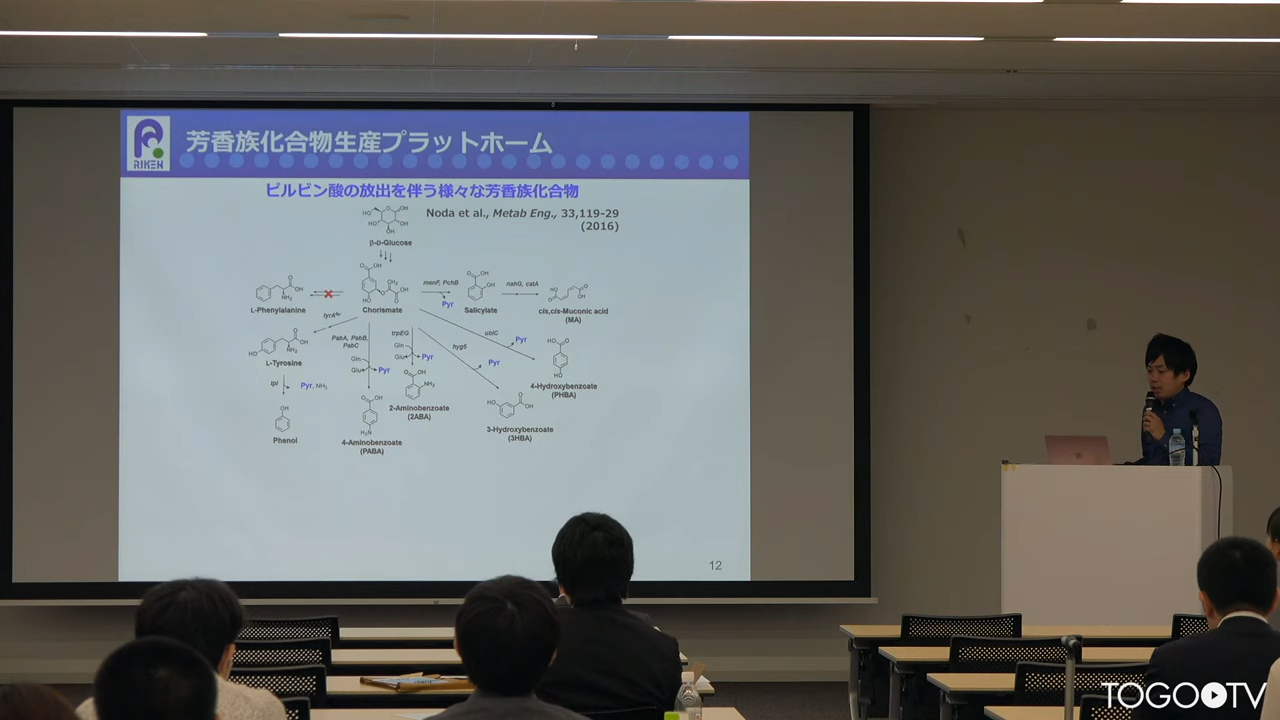 RIKEN
芳香族化合物生産プラットホーム
ピルビン酸の放出を伴う様々な芳香族化合物
Noda et al., Metab Eng., 33,119-29
(2016)
β-D-Glucose
L-Phenylalanine
Chorismate
menF, PchB
Pyr
Salicylate
nahG, catA
cis,cis-Muconic acid
(MA)
L-Tyrosine
PabA, PabB,
PabC
Gln
Glu
Pyr
trpEG
Gln
Glu
Pyr
hyg5
Pyr
ubiC
Pyr
tpl
Pyr, NH3
Phenol
4-Aminobenzoate
(PABA)
2-Aminobenzoate
(2ABA)
3-Hydroxybenzoate
(3HBA)
4-Hydroxybenzoate
(PHBA)
12
TOGOTV